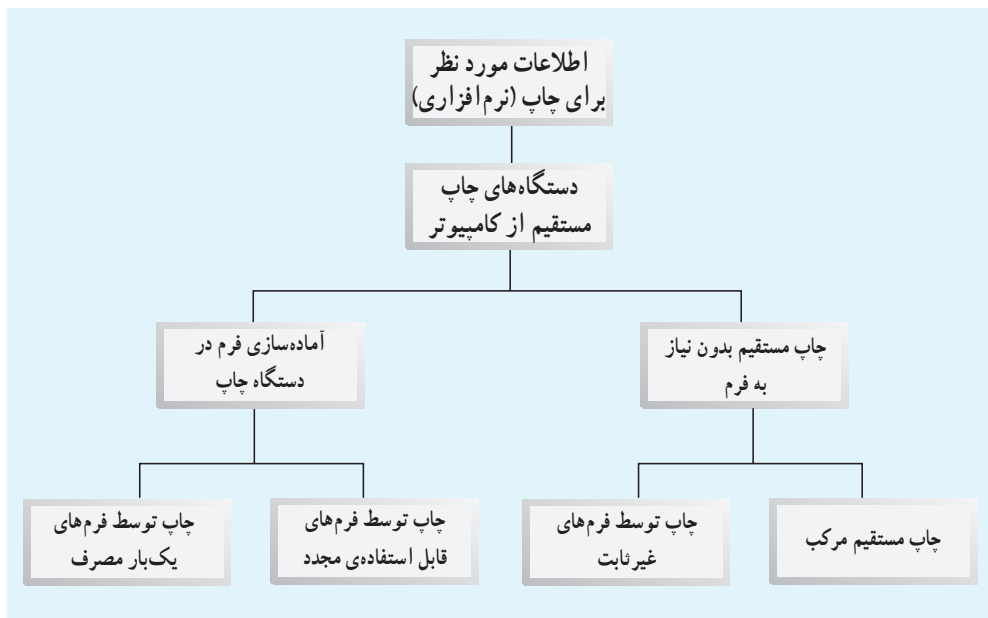 اطلاعات مورد نظر
برای چاپ (نرم‌افزاری)
دستگاه‌های چاپ
مستقیم از کامپیوتر
چاپ مستقیم بدون نیاز
به فرم
آماده‌سازی فرم در
دستگاه چاپ
چاپ مستقیم مرکب
چاپ توسط فرم‌های
غیرثابت
چاپ توسط فرم‌های
قابل استفاده‌ی مجدد
چاپ توسط فرم‌های
یک‌بار مصرف